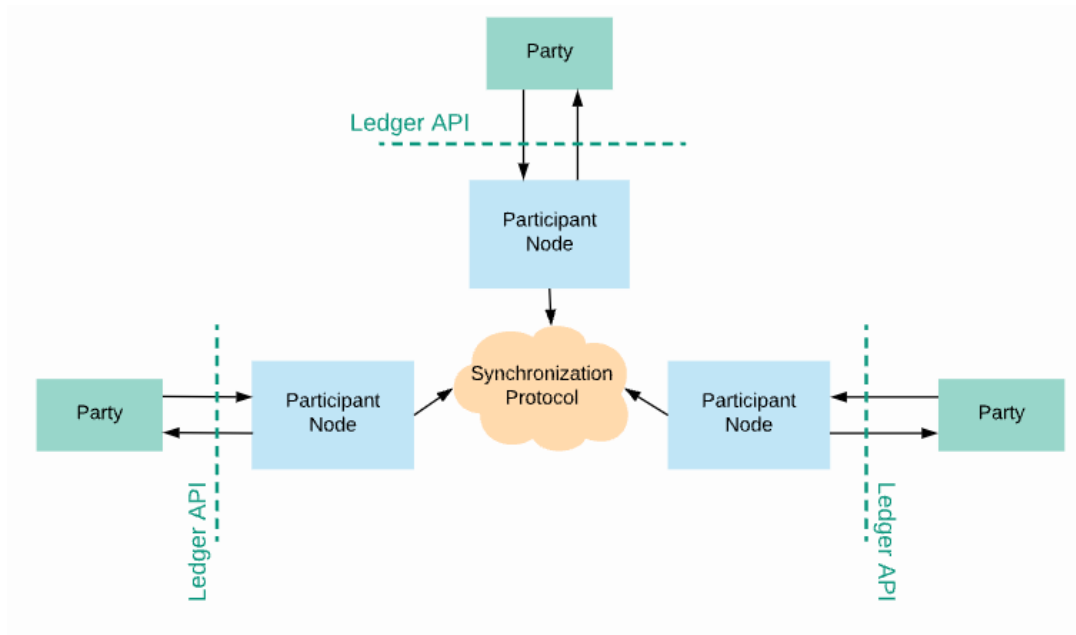 Party
Ledger API
Participant
Node
Synchronization
Protocol
Party
Participant
Node
Ledger API
Participant
Node
Party
Ledger API